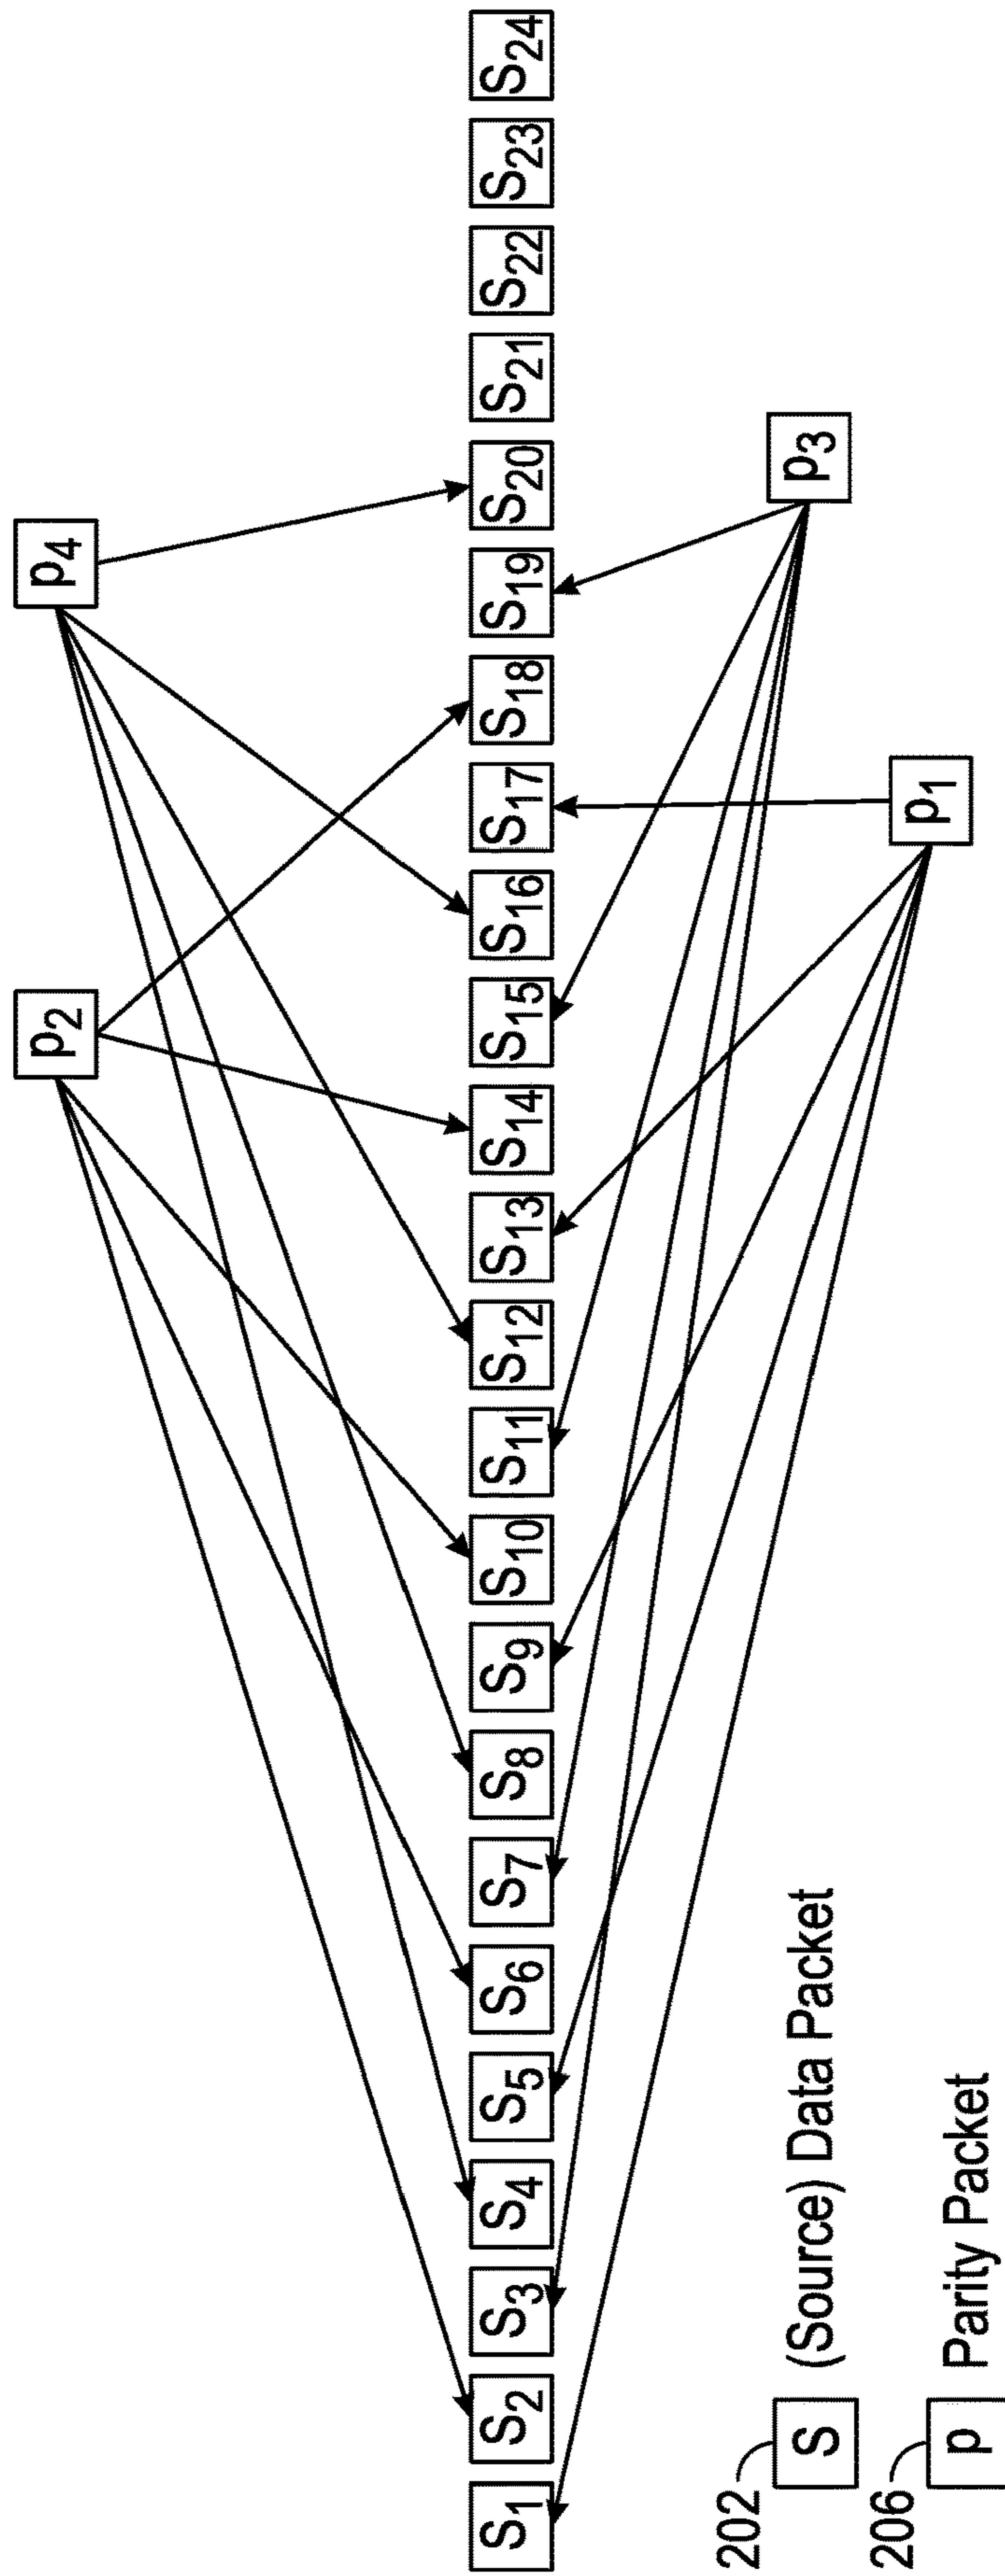 p2 p4
S1 S2 S3 S4 S5 S6 S7 S8 S9 S10 S11 S12 S13 S14 S15 S16 S17 S18 S19 S20 S21 S22 S23 S24
p3
p1
202 S (Source) Data Packet
206 p Parity Packet